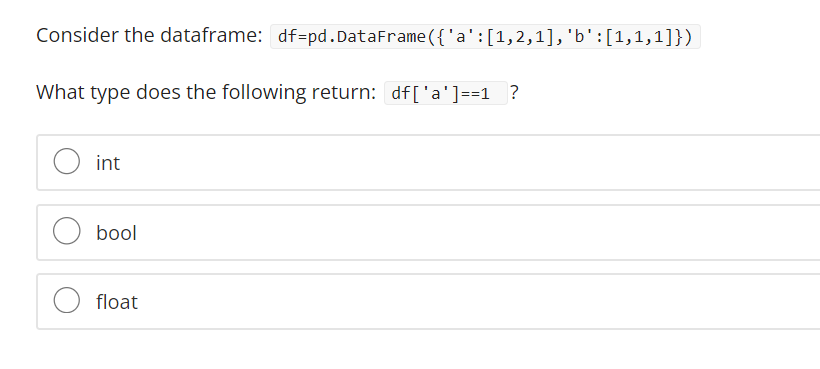 Consider the dataframe: df=pd.DataFrame({'a':[1,2,1],'b':[1,1,1]})
What type does the following return: df['a']==1 ?
int
bool
float